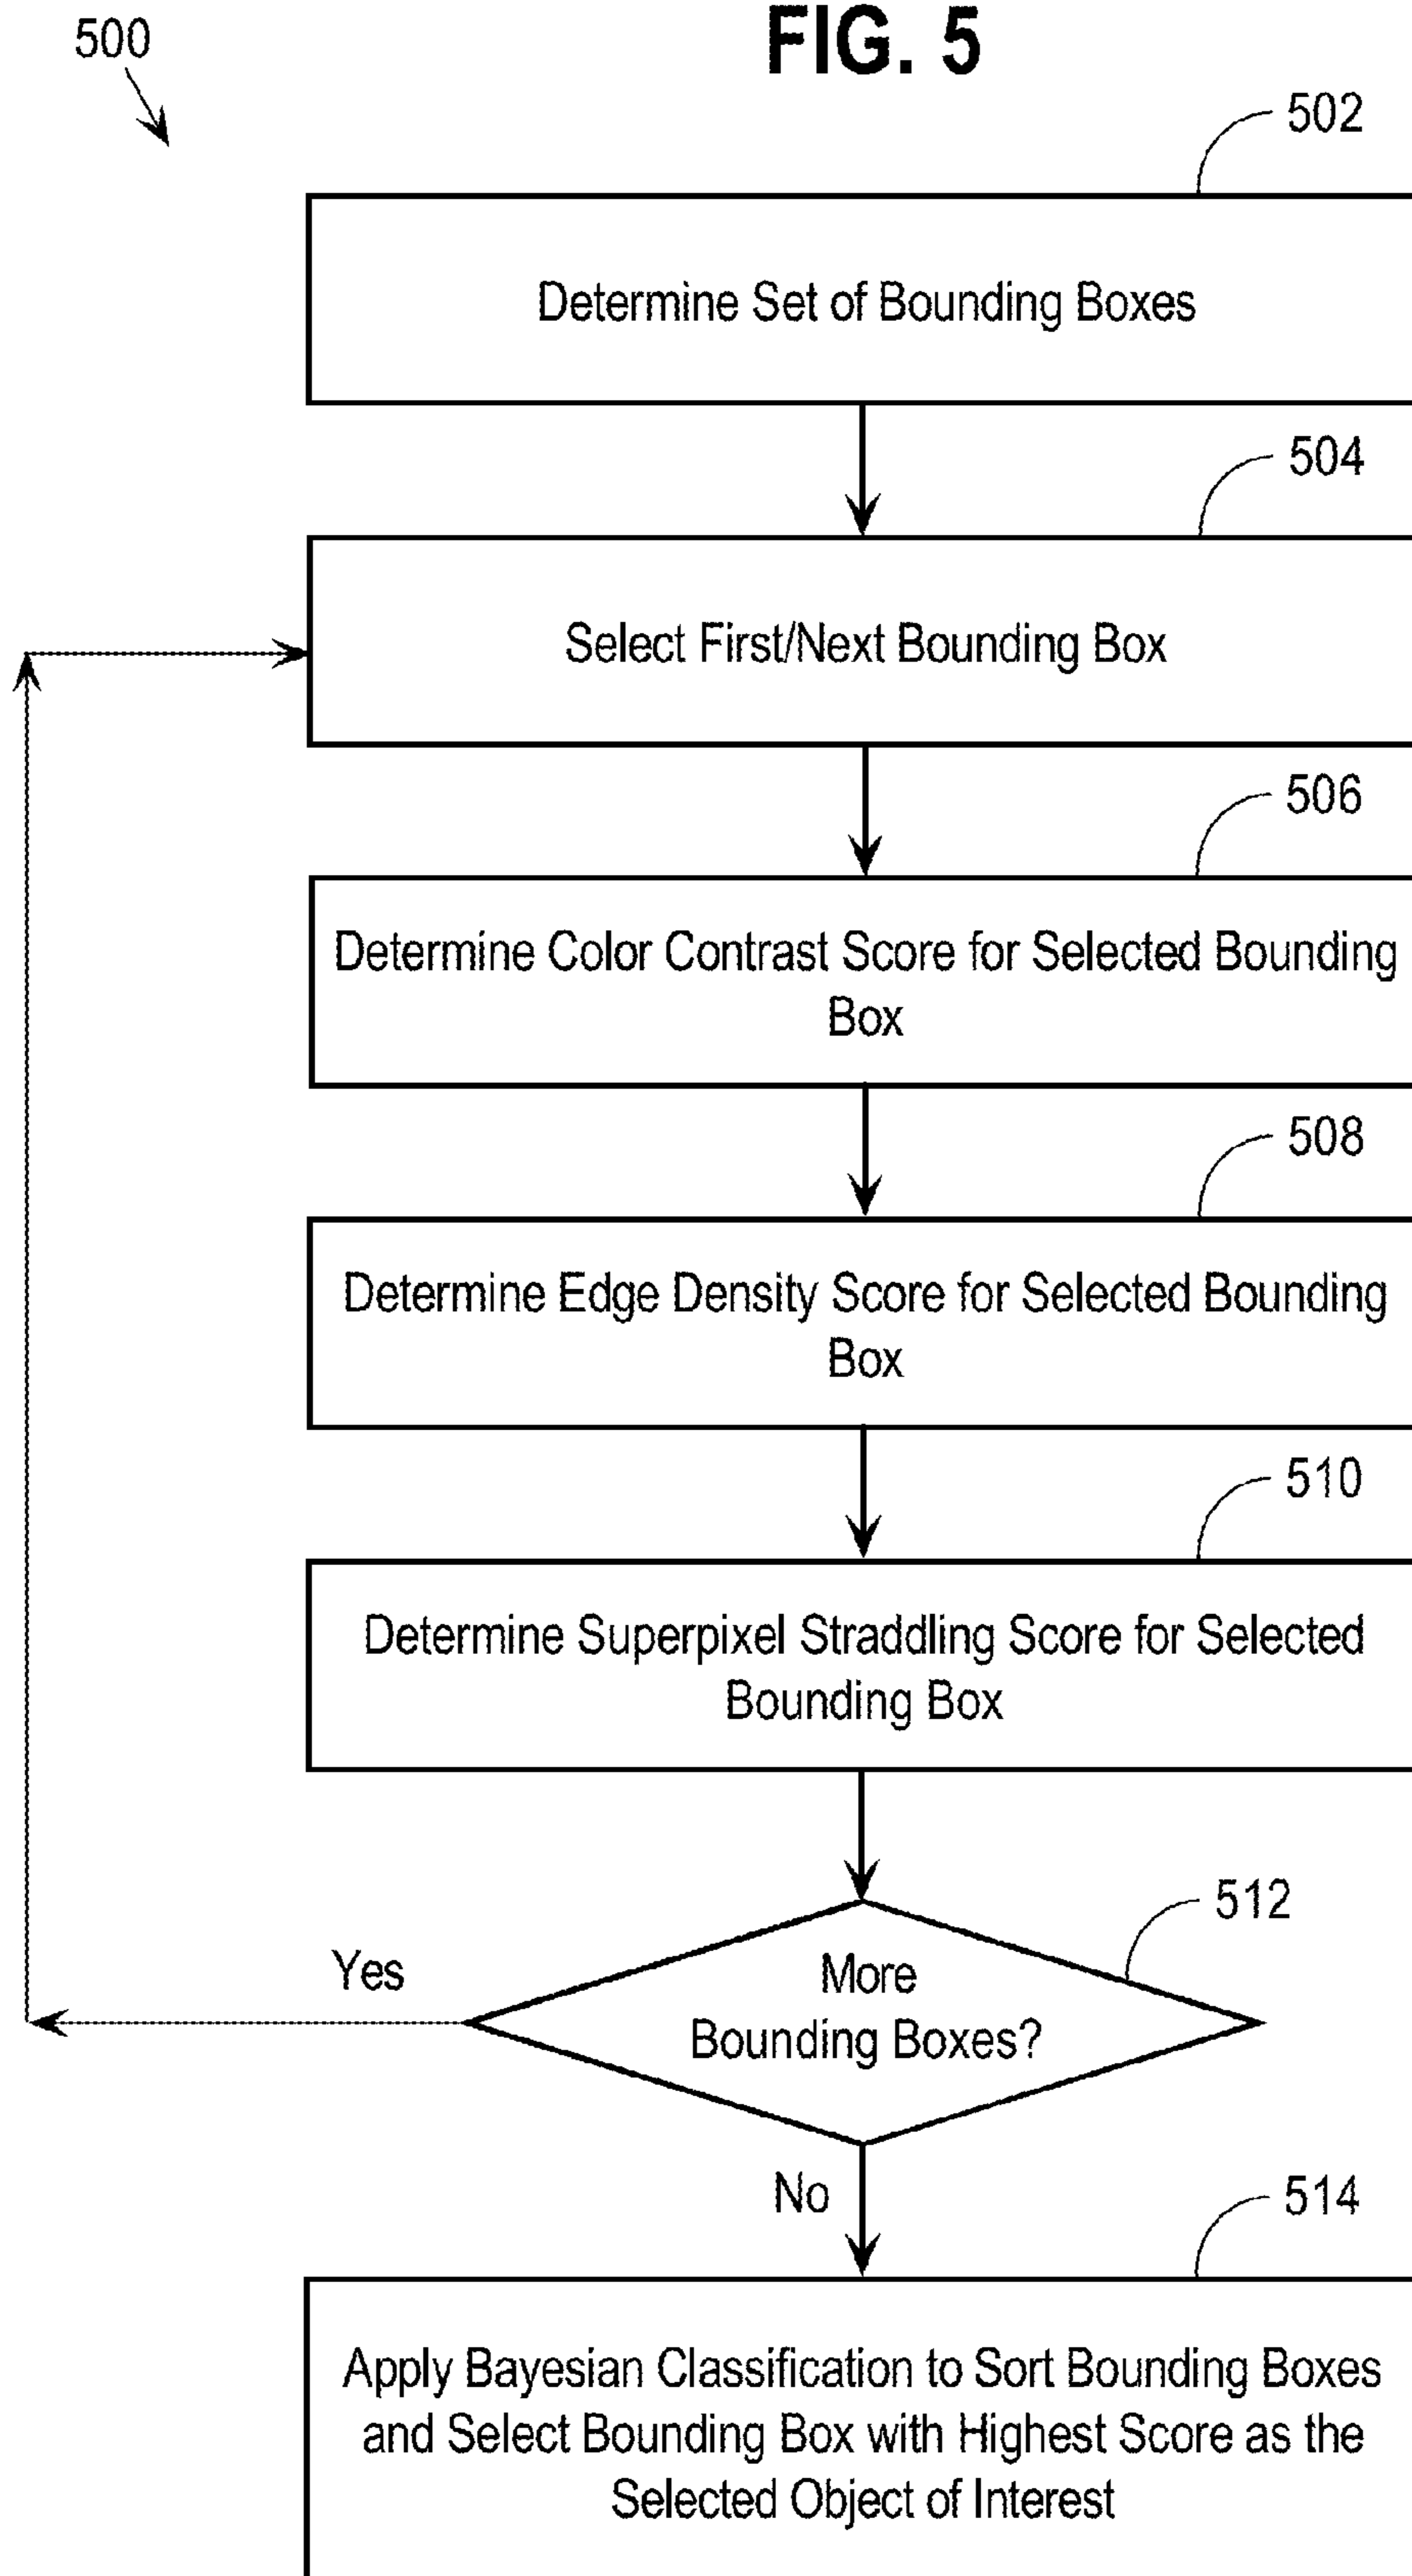 FIG. 5
500
502
Determine Set of Bounding Boxes
504
Select First/Next Bounding Box
506
Determine Color Contrast Score for Selected Bounding
Box
508
Determine Edge Density Score for Selected Bounding
Box
510
Determine Superpixel Straddling Score for Selected
Bounding Box
512
More
Bounding Boxes?
Yes
No
514
Apply Bayesian Classification to Sort Bounding Boxes
and Select Bounding Box with Highest Score as the
Selected Object of Interest